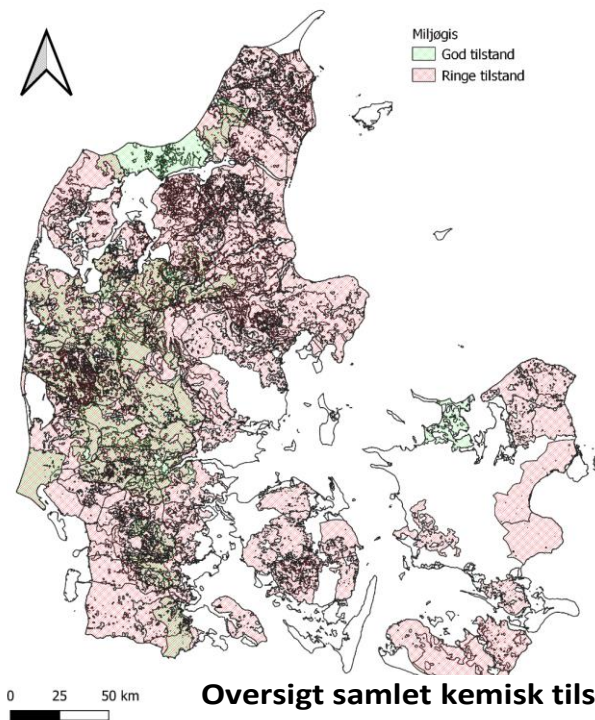 Miljøgis
God tilstand
Ringe tilstand
0 25 50 km
Oversigt samlet kemisk tils